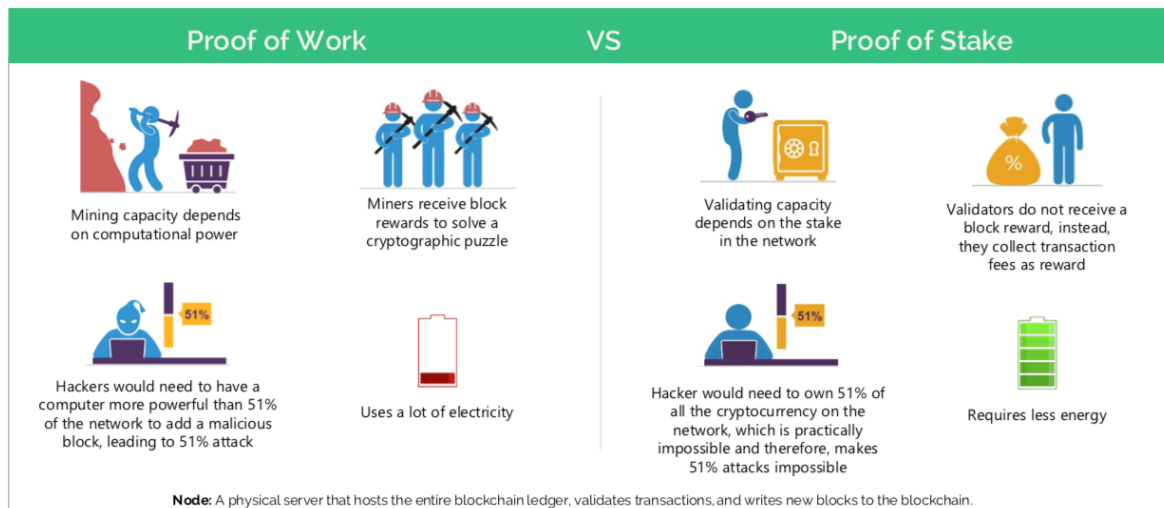 Proof of Work
VS
Proof of Stake
Mining capacity depends
on computational power
Miners receive block
rewards to solve a
cryptographic puzzle
Validating capacity
depends on the stake
in the network
%
Validators do not receive a
block reward, instead,
they collect transaction
fees as reward
51%
Hackers would need to have a
computer more powerful than 51%
of the network to add a malicious
block, leading to 51% attack
Uses a lot of electricity
51%
Hacker would need to own 51% of
all the cryptocurrency on the
network, which is practically
impossible and therefore, makes
51% attacks impossible
Requires less energy
Node: A physical server that hosts the entire blockchain ledger, validates transactions, and writes new blocks to the blockchain.